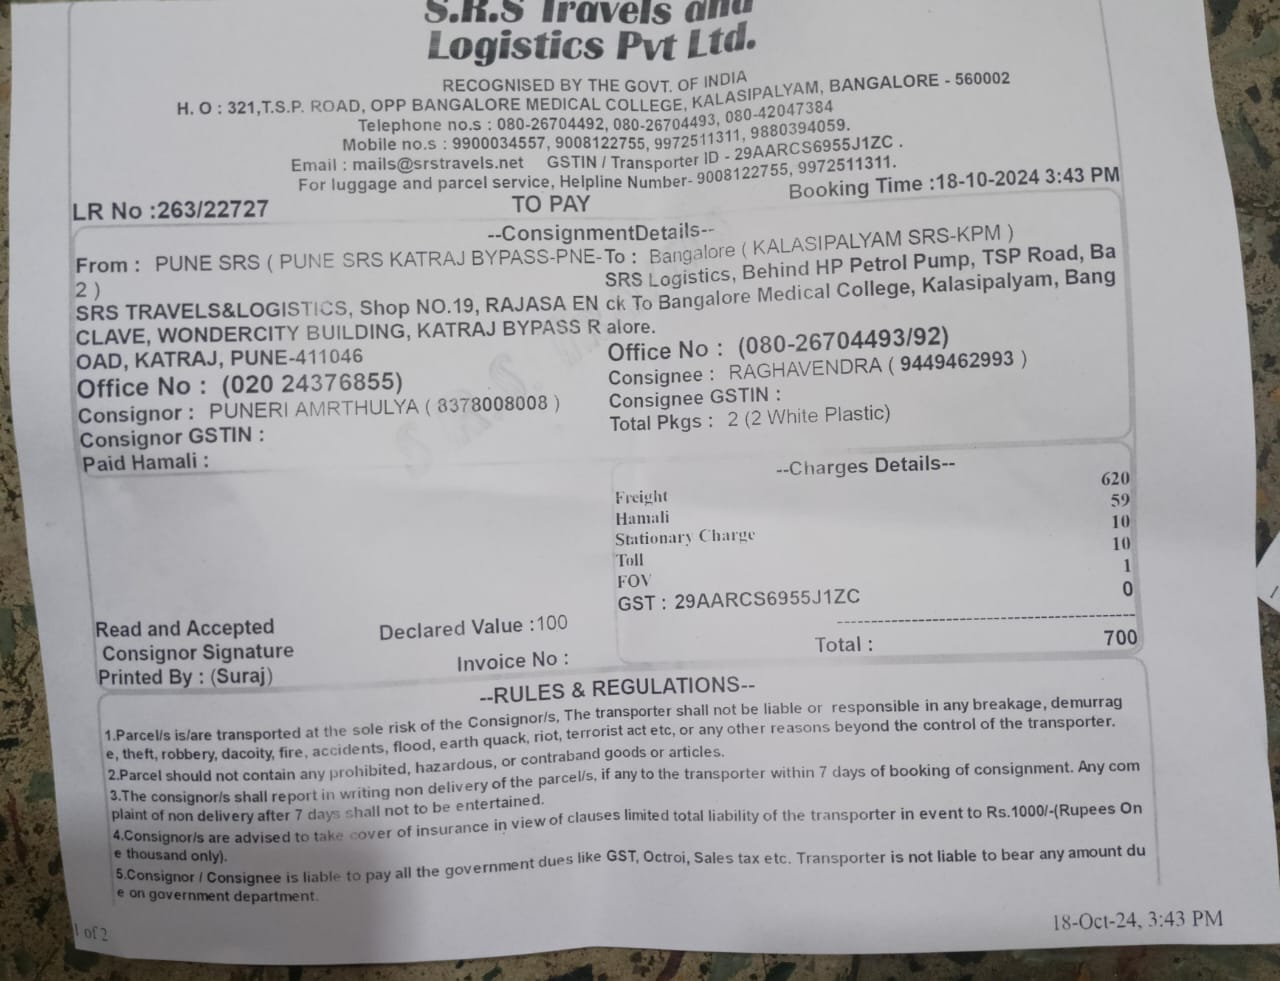 S.R.S Travels and
Logistics Pvt Ltd.
RECOGNISED BY THE GOVT. OF INDIA
H. O : 321,T.S.P. ROAD, OPP BANGALORE MEDICAL COLLEGE, KALASIPALYAM, BANGALORE - 560002
Telephone no.s : 080-26704492, 080-26704493, 080-42047384
Mobile no.s : 9900034557, 9008122755, 9972511311, 9880394059.
Email : mails@srstravels.net GSTIN / Transporter ID - 29AARCS6955J1ZC .
For luggage and parcel service, Helpline Number- 9008122755, 9972511311.
LR No :263/22727 TO PAY Booking Time :18-10-2024 3:43 PM
--ConsignmentDetails--
From : PUNE SRS ( PUNE SRS KATRAJ BYPASS-PNE-
2 )
SRS TRAVELS&LOGISTICS, Shop NO.19, RAJASA EN
CLAVE, WONDERCITY BUILDING, KATRAJ BYPASS R
OAD, KATRAJ, PUNE-411046
Office No : (020 24376855)
Consignor : PUNERI AMRTHULYA ( 8378008008 )
Consignor GSTIN :
Paid Hamali :
To : Bangalore ( KALASIPALYAM SRS-KPM )
SRS Logistics, Behind HP Petrol Pump, TSP Road, Ba
ck To Bangalore Medical College, Kalasipalyam, Bang
alore.
Office No : (080-26704493/92)
Consignee : RAGHAVENDRA ( 9449462993 )
Consignee GSTIN :
Total Pkgs : 2 (2 White Plastic)
--Charges Details--
Freight 620
Hamali 59
Stationary Charge 10
Toll 10
FOV 1
GST : 29AARCS6955J1ZC 0
Total : 700
Read and Accepted
Consignor Signature
Printed By : (Suraj)
Declared Value :100
Invoice No :
--RULES & REGULATIONS--
1.Parcel/s is/are transported at the sole risk of the Consignor/s, The transporter shall not be liable or responsible in any breakage, demurrag
e, theft, robbery, dacoity, fire, accidents, flood, earth quack, riot, terrorist act etc, or any other reasons beyond the control of the transporter.
2.Parcel should not contain any prohibited, hazardous, or contraband goods or articles.
3.The consignor/s shall report in writing non delivery of the parcel/s, if any to the transporter within 7 days of booking of consignment. Any com
plaint of non delivery after 7 days shall not to be entertained.
4.Consignor/s are advised to take cover of insurance in view of clauses limited total liability of the transporter in event to Rs.1000/-(Rupees On
e thousand only).
5.Consignor / Consignee is liable to pay all the government dues like GST, Octroi, Sales tax etc. Transporter is not liable to bear any amount du
e on government department.
1 of 2
18-Oct-24, 3:43 PM